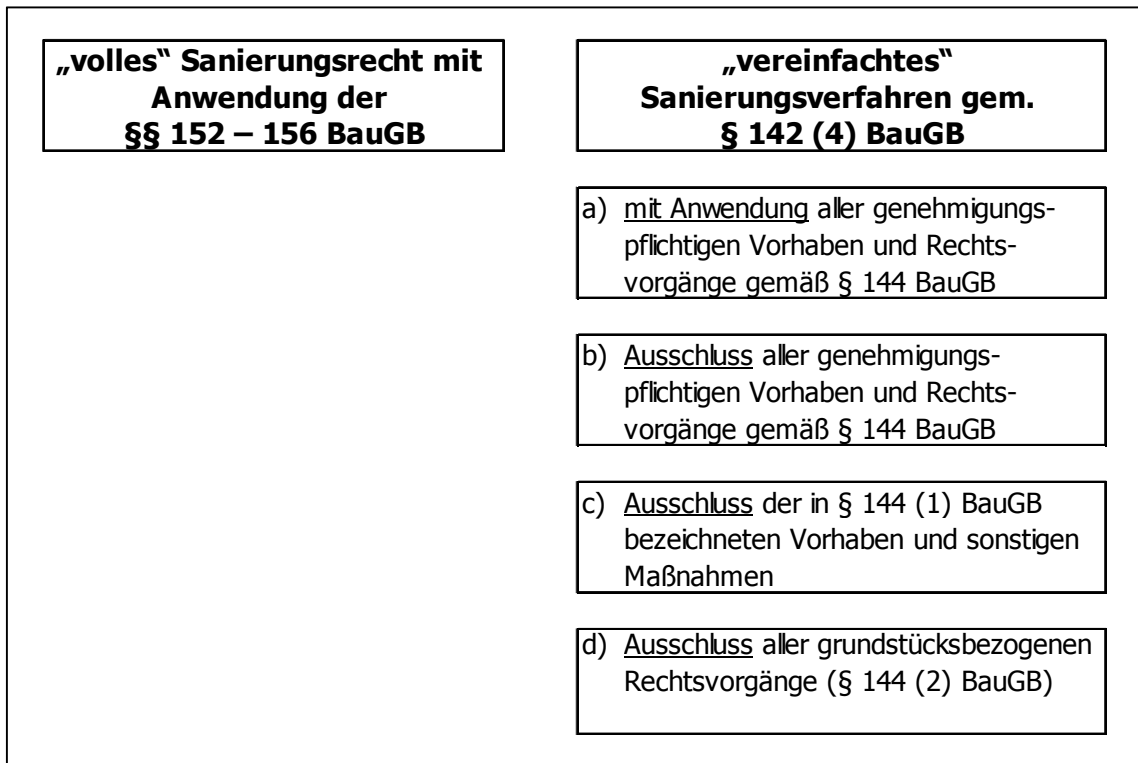 „volles“ Sanierungsrecht mit
Anwendung der
§§ 152 – 156 BauGB
„vereinfachtes“
Sanierungsverfahren gem.
§ 142 (4) BauGB
a) mit Anwendung aller genehmigungs-
pflichtigen Vorhaben und Rechts-
vorgänge gemäß § 144 BauGB
b) Ausschluss aller genehmigungs-
pflichtigen Vorhaben und Rechts-
vorgänge gemäß § 144 BauGB
c) Ausschluss der in § 144 (1) BauGB
bezeichneten Vorhaben und sonstigen
Maßnahmen
d) Ausschluss aller grundstücksbezogenen
Rechtsvorgänge (§ 144 (2) BauGB)